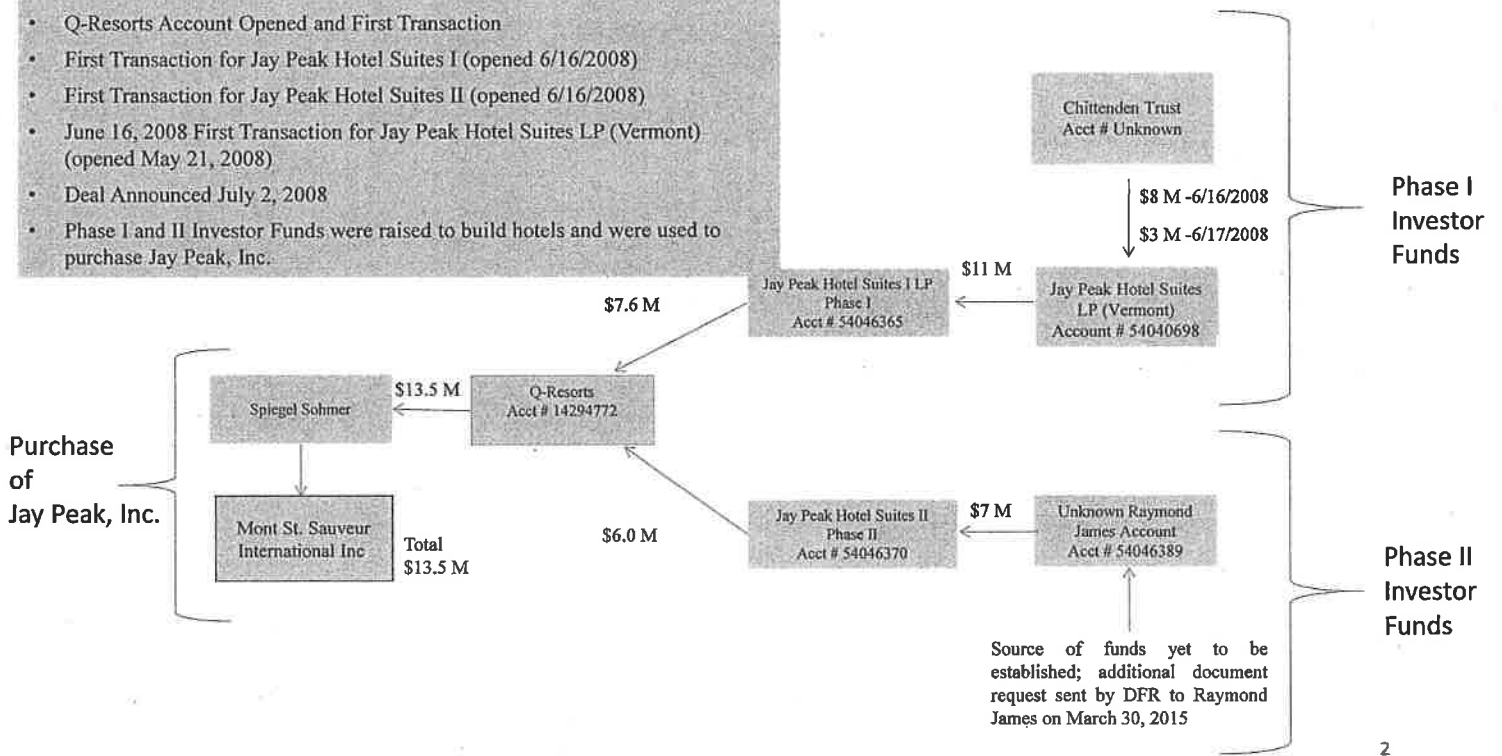 • Q-Resorts Account Opened and First Transaction
• First Transaction for Jay Peak Hotel Suites I (opened 6/16/2008)
• First Transaction for Jay Peak Hotel Suites II (opened 6/16/2008)
• June 16, 2008 First Transaction for Jay Peak Hotel Suites LP (Vermont)
(opened May 21, 2008)
• Deal Announced July 2, 2008
• Phase I and II Investor Funds were raised to build hotels and were used to
purchase Jay Peak, Inc.
Chittenden Trust
Acct # Unknown
$8 M -6/16/2008
$3 M -6/17/2008
Phase I
Investor
Funds
Jay Peak Hotel Suites
LP (Vermont)
Account # 54040698
$11 M
Jay Peak Hotel Suites I LP
Phase I
Acct # 54046365
$7.6 M
Q-Resorts
Acct # 14294772
$13.5 M
Spiegel Sohmer
Purchase
of
Jay Peak, Inc.
Mont St. Sauveur
International Inc
Total
$13.5 M
$6.0 M
Jay Peak Hotel Suites II
Phase II
Acct # 54046370
$7 M
Unknown Raymond
James Account
Acct # 54046389
Phase II
Investor
Funds
Source of funds yet to be
established; additional document
request sent by DFR to Raymond
James on March 30, 2015
2